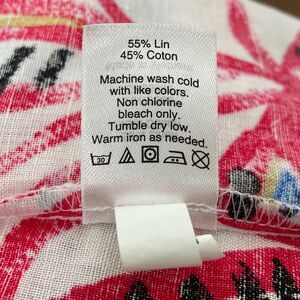 55% Lin
45% Coton
Machine wash cold
with like colors.
Non chlorine
bleach only.
Tumble dry low.
Warm iron as needed.
30